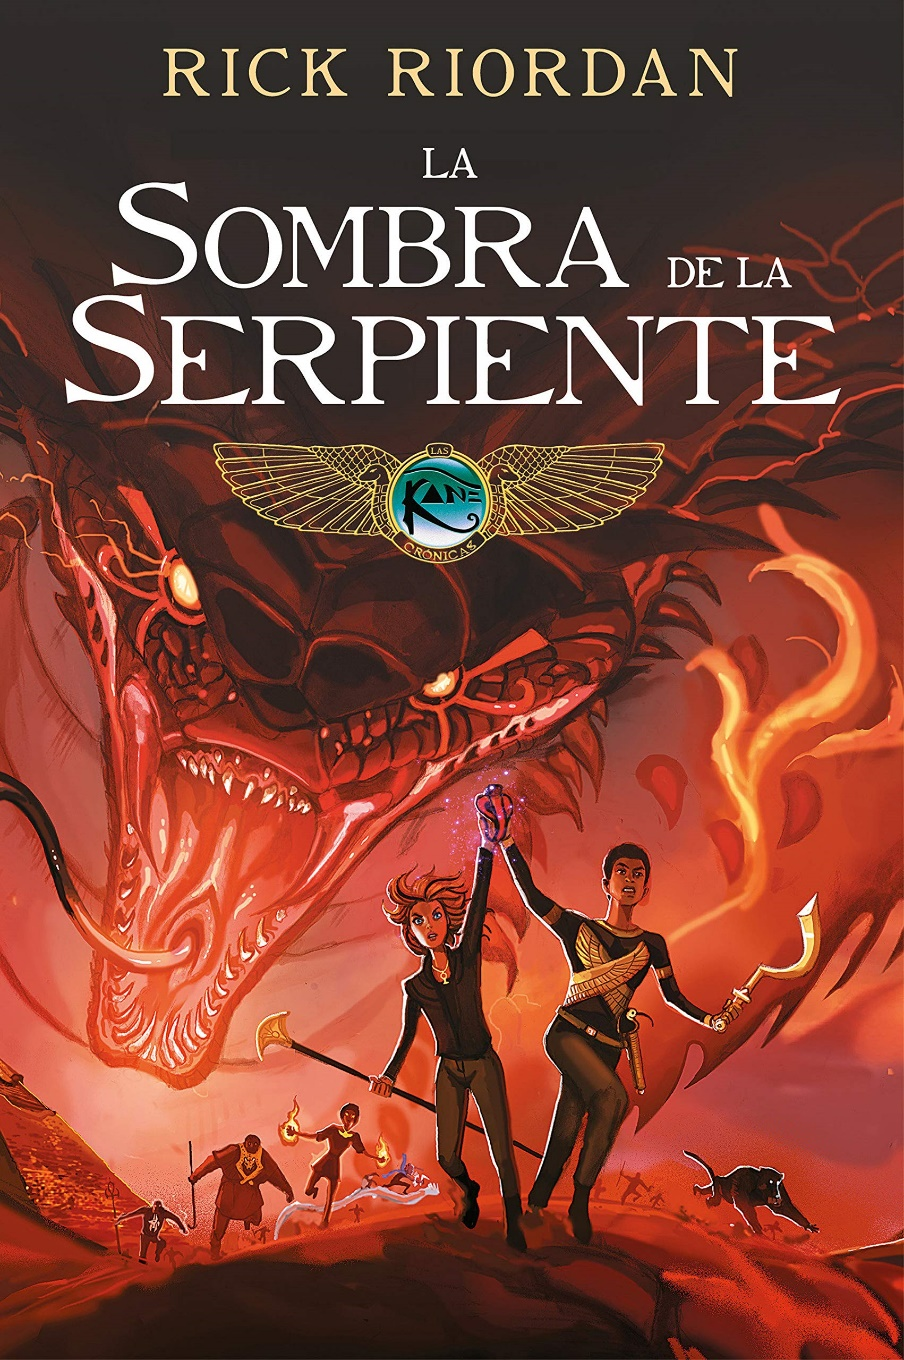 RICK RIORDAN
LA
SOMBRA DE LA
SERPIENTE
LAS
KANE
CRÓNICAS